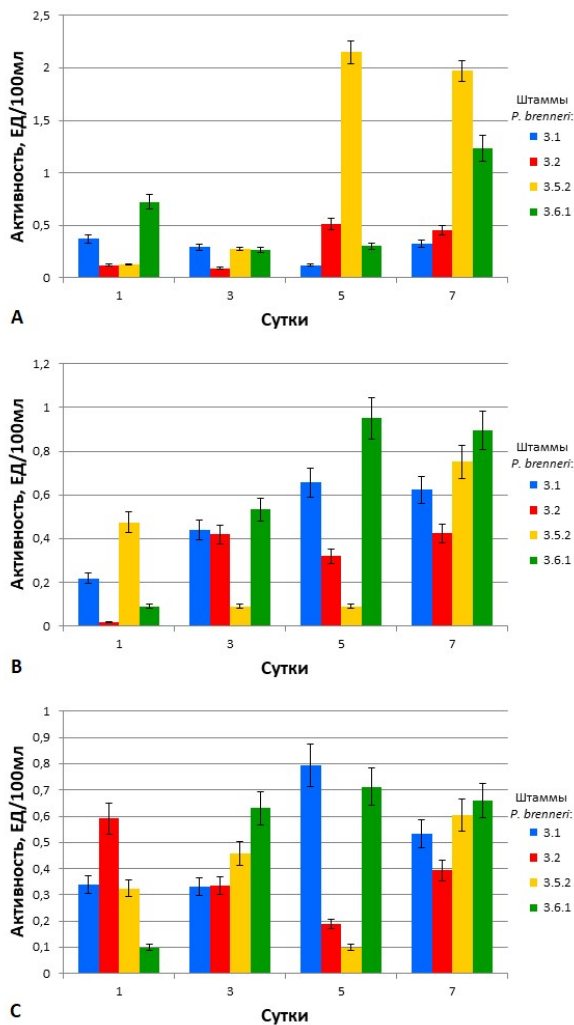 Активность, ЕД/100мл
2,5
2
1,5
1
0,5
0
1 3 5 7
Сутки
A
Штаммы
P. brenneri:
3.1
3.2
3.5.2
3.6.1
Активность, ЕД/100мл
1,2
1
0,8
0,6
0,4
0,2
0
1 3 5 7
Сутки
B
Штаммы
P. brenneri:
3.1
3.2
3.5.2
3.6.1
Активность, ЕД/100мл
1
0,9
0,8
0,7
0,6
0,5
0,4
0,3
0,2
0,1
0
1 3 5 7
Сутки
C
Штаммы
P. brenneri:
3.1
3.2
3.5.2
3.6.1